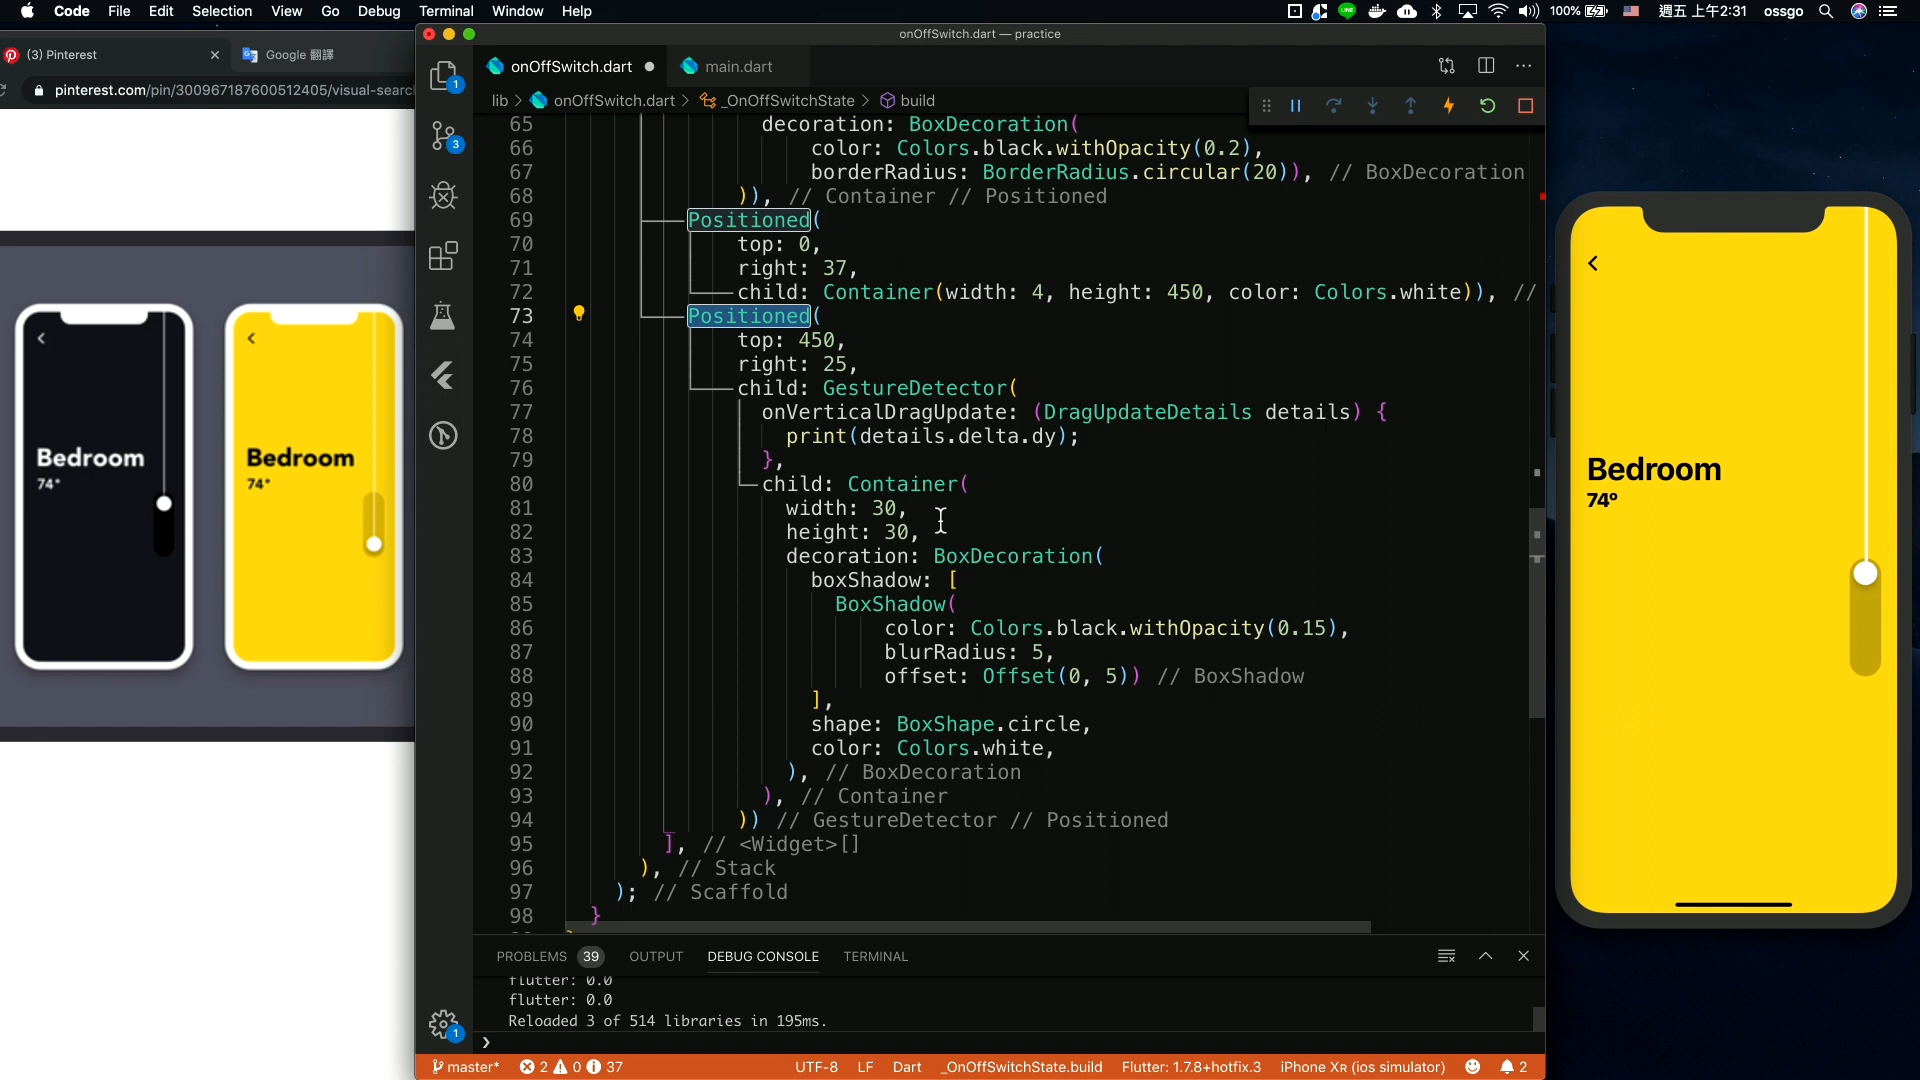 Code File Edit Selection View Go Debug Terminal Window Help
100% 週五 上午2:31 ossgo
(3) Pinterest
Google 翻譯
pinterest.com/pin/300967187600512405/visual-searc
onOffSwitch.dart — practice
onOffSwitch.dart main.dart
lib > onOffSwitch.dart > _OnOffSwitchState > build
65 decoration: BoxDecoration(
66 color: Colors.black.withOpacity(0.2),
67 borderRadius: BorderRadius.circular(20)), // BoxDecoration
68 )), // Container // Positioned
69 Positioned(
70 top: 0,
71 right: 37,
72 child: Container(width: 4, height: 450, color: Colors.white)), //
73 Positioned(
74 top: 450,
75 right: 25,
76 child: GestureDetector(
77 onVerticalDragUpdate: (DragUpdateDetails details) {
78 print(details.delta.dy);
79 },
80 child: Container(
81 width: 30,
82 height: 30,
83 decoration: BoxDecoration(
84 boxShadow: [
85 BoxShadow(
86 color: Colors.black.withOpacity(0.15),
87 blurRadius: 5,
88 offset: Offset(0, 5)) // BoxShadow
89 ],
90 shape: BoxShape.circle,
91 color: Colors.white,
92 ), // BoxDecoration
93 ), // Container
94 )) // GestureDetector // Positioned
95 ], // <Widget>[]
96 ), // Stack
97 ); // Scaffold
98 }
1
3
1
PROBLEMS 39 OUTPUT DEBUG CONSOLE TERMINAL
flutter: 0.0
flutter: 0.0
Reloaded 3 of 514 libraries in 195ms.
master* 2 0 37 UTF-8 LF Dart _OnOffSwitchState.build Flutter: 1.7.8+hotfix.3 iPhone XR (ios simulator) 2
Bedroom
74°
Bedroom
74°
Bedroom
74°